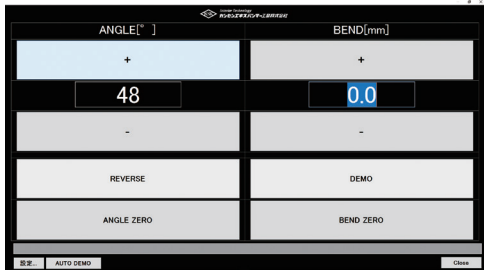 ANGLE[° ]
BEND[mm]
+
+
48
0.0
-
-
REVERSE
DEMO
ANGLE ZERO
BEND ZERO
設定...
AUTO DEMO
Close